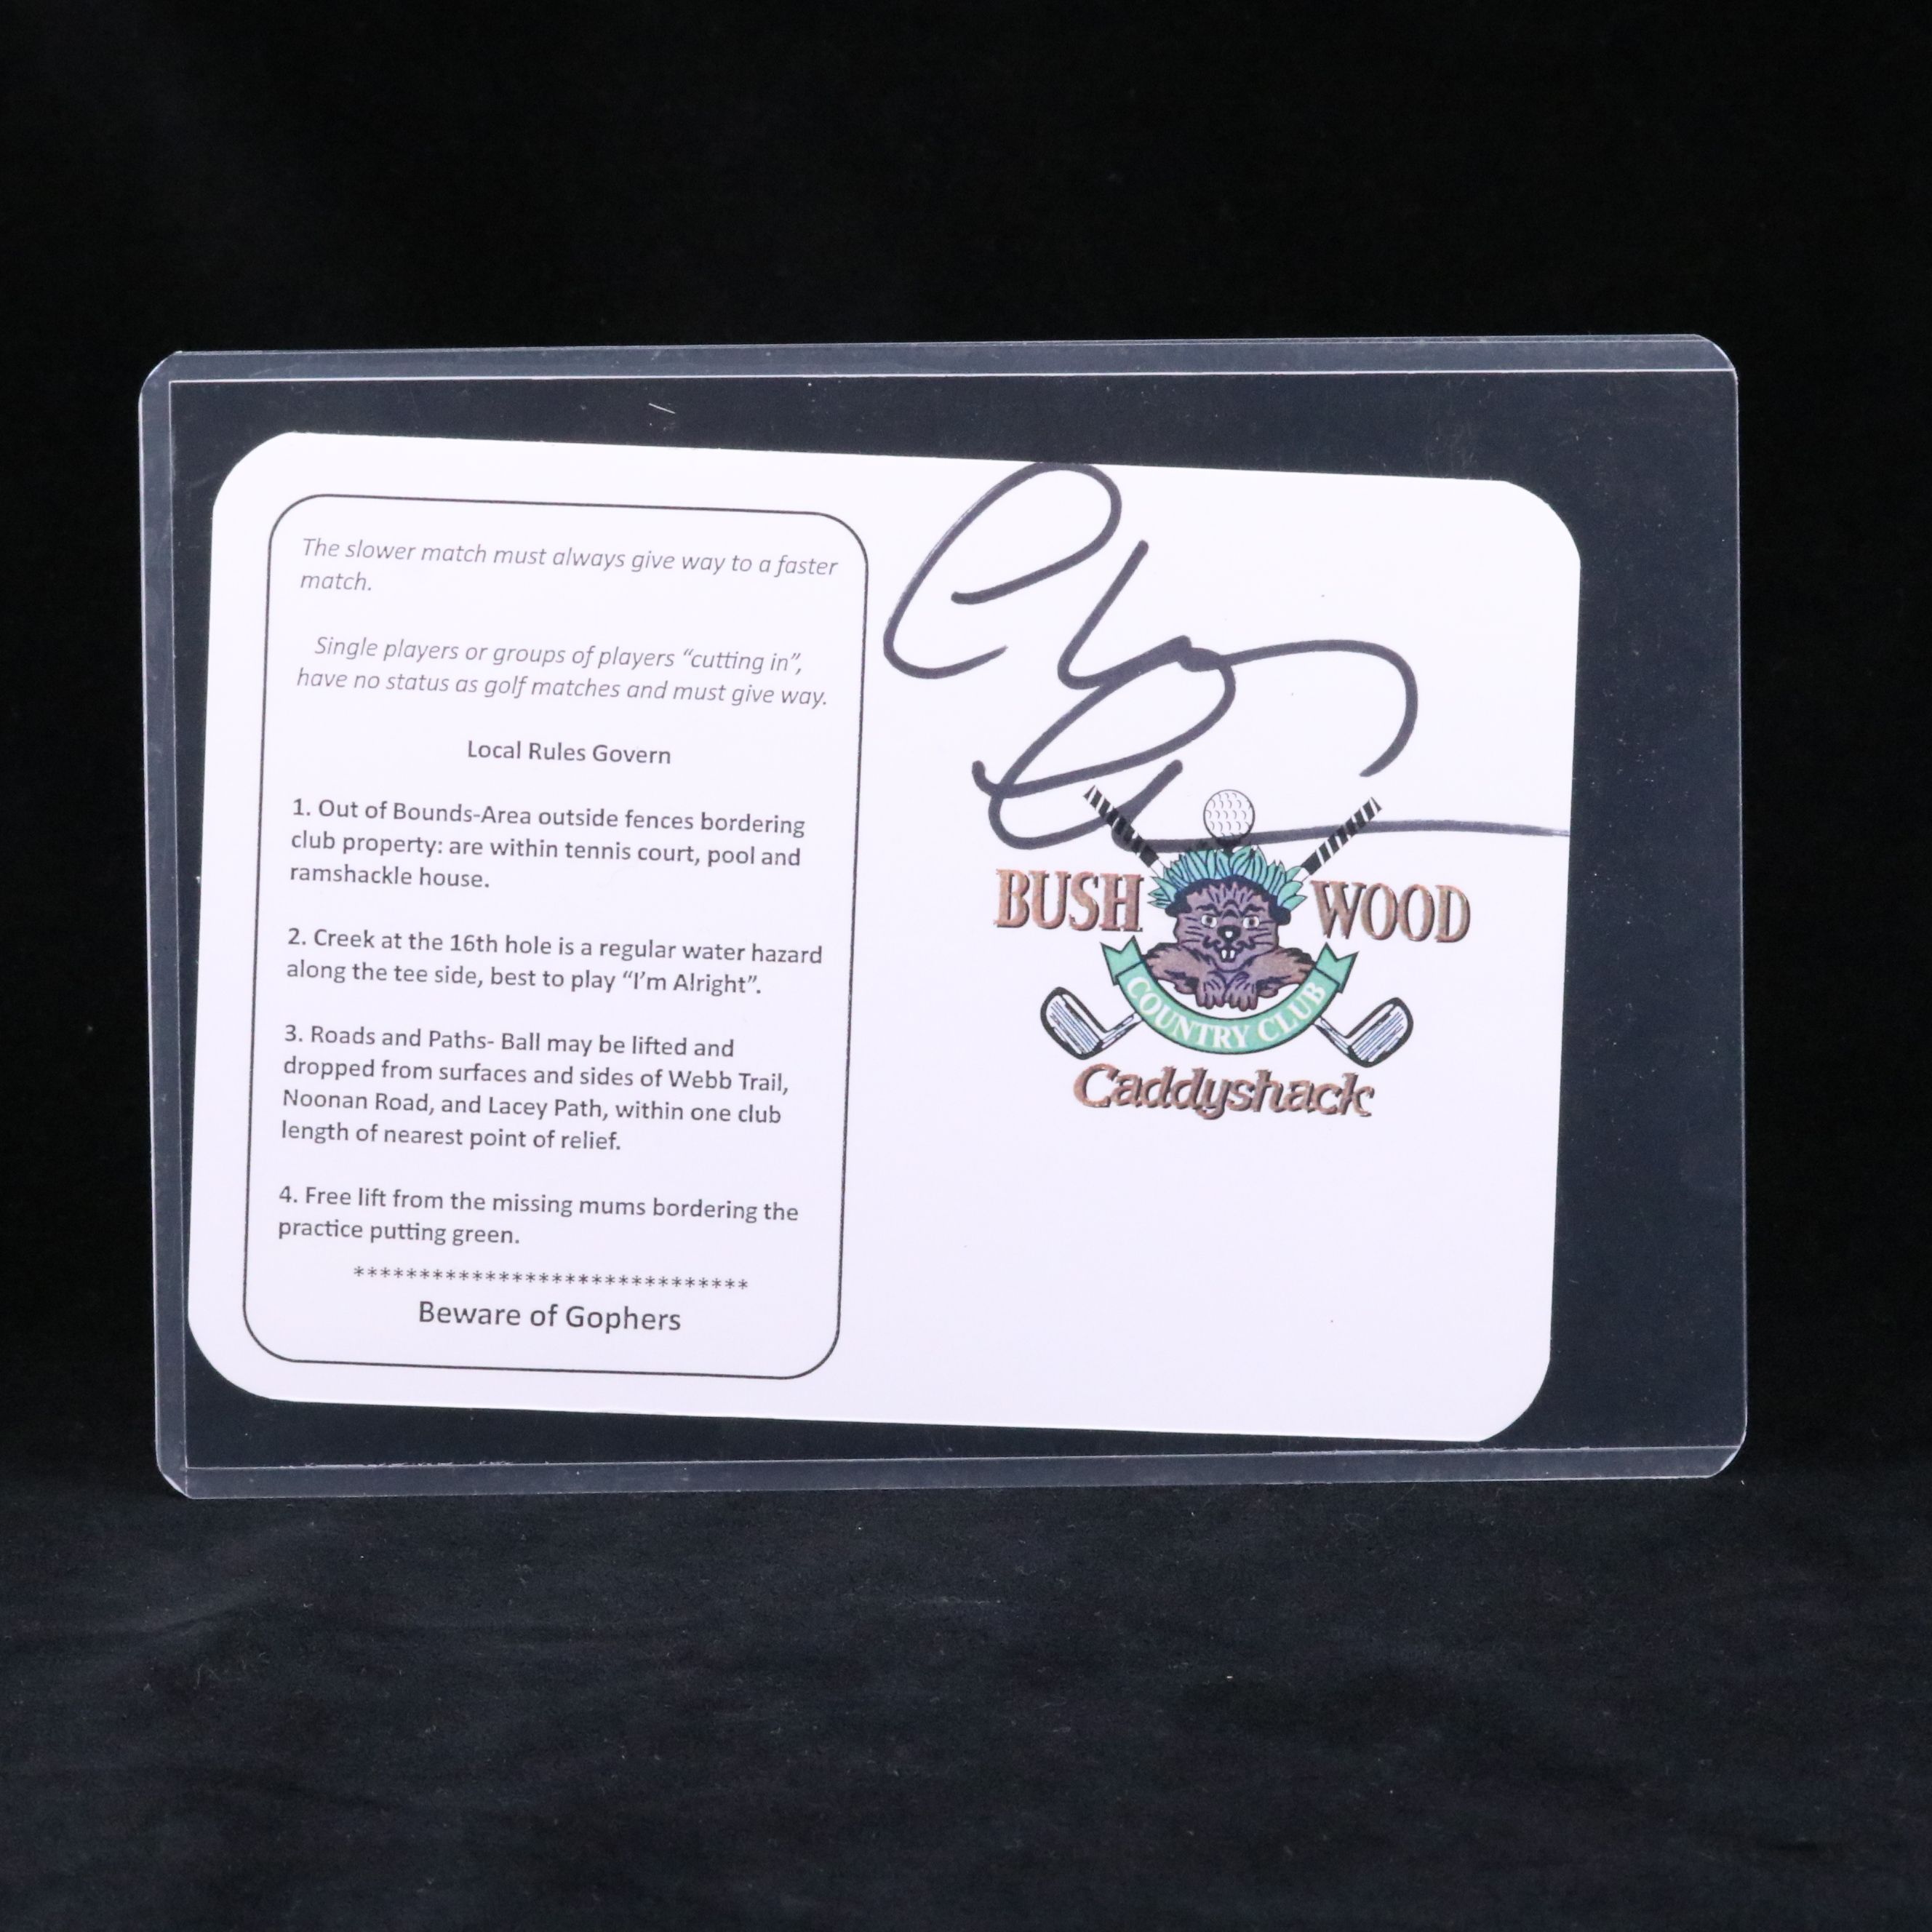 The slower match must always give way to a faster
match.
Single players or groups of players “cutting in”,
have no status as golf matches and must give way.
Local Rules Govern
1. Out of Bounds-Area outside fences bordering
club property: are within tennis court, pool and
ramshackle house.
2. Creek at the 16th hole is a regular water hazard
along the tee side, best to play “I’m Alright”.
3. Roads and Paths- Ball may be lifted and
dropped from surfaces and sides of Webb Trail,
Noonan Road, and Lacey Path, within one club
length of nearest point of relief.
4. Free lift from the missing mums bordering the
practice putting green.
******************************
Beware of Gophers
BUSH WOOD
COUNTRY CLUB
Caddyshack